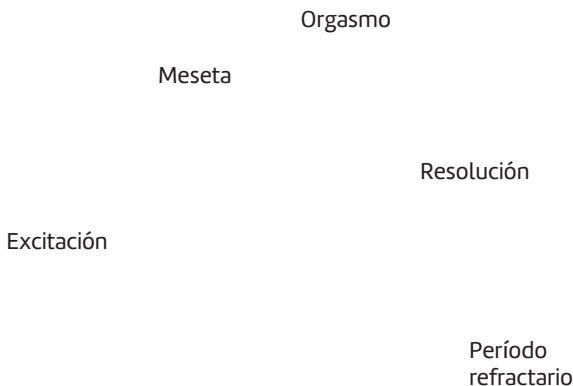 Orgasmo
Meseta
Resolución
Excitación
Período
refractario